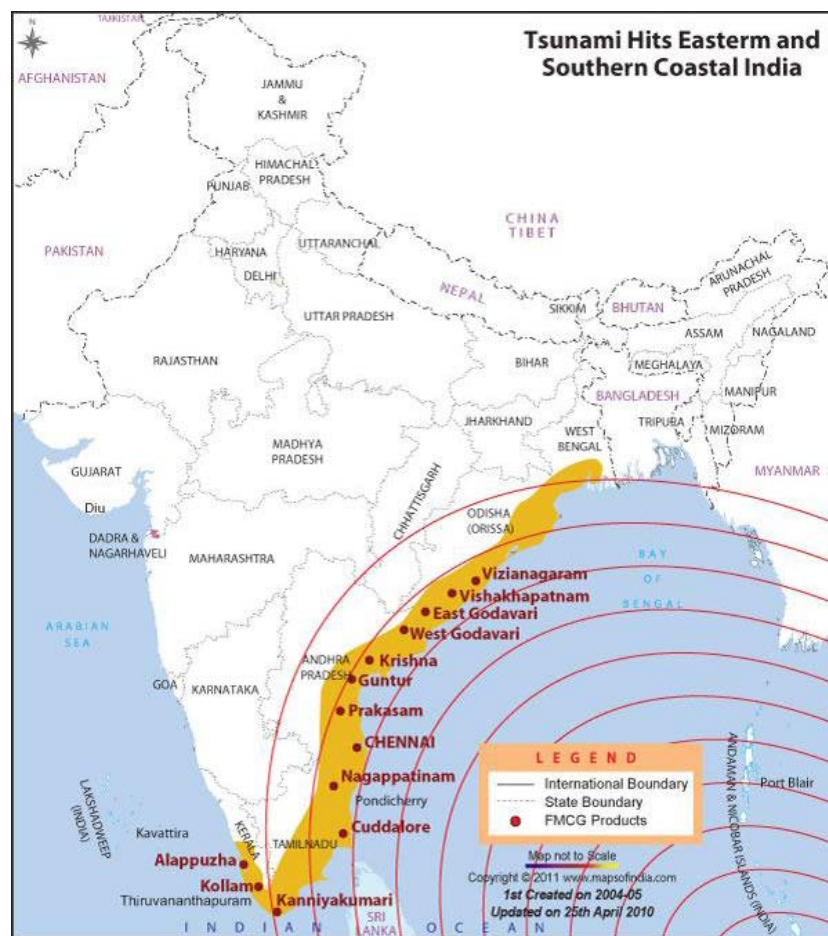 TAJIKISTAN
N
Tsunami Hits Easterm and
Southern Coastal India
AFGHANISTAN
JAMMU
&
KASHMIR
HIMACHAL
PRADESH
PUNJAB
CHINA
TIBET
UTTARANCHAL
PAKISTAN
HARYANA
DELHI
ARUNACHAL
PRADESH
NEPAL
SIKKIM
BHUTAN
UTTAR PRADESH
ASSAM
NAGALAND
RAJASTHAN
BIHAR
MEGHALAYA
MANIPUR
BANGLADESH
JHARKHAND
WEST
BENGAL
TRIPURA
MIZORAM
MADHYA
PRADESH
GUJARAT
MYANMAR
CHHATTISGARH
Diu
ODISHA
(ORISSA)
DADRA &
NAGARHAVELI
MAHARASHTRA
BAY
OF
BENGAL
Vizianagaram
Vishakhapatnam
East Godavari
ARABIAN
SEA
West Godavari
ANDHRA
PRADESH
Krishna
Guntur
GOA
KARNATAKA
Prakasam
CHENNAI
LEGEND
International Boundary
State Boundary
FMCG Products
ANDAMAN & NICOBAR ISLANDS (INDIA)
Port Blair
Nagappatinam
Pondicherry
LAKSHADWEEP
(INDIA)
Kavattira
KERALA
TAMILNADU
Cuddalore
Alappuzha
Kollam
Thiruvananthapuram
Kanniyakumari
SRI
LANKA
INDIAN OCEAN
Map not to Scale
Copyright © 2011 www.mapsofindia.com
1st Created on 2004-05
Updated on 25th April 2010